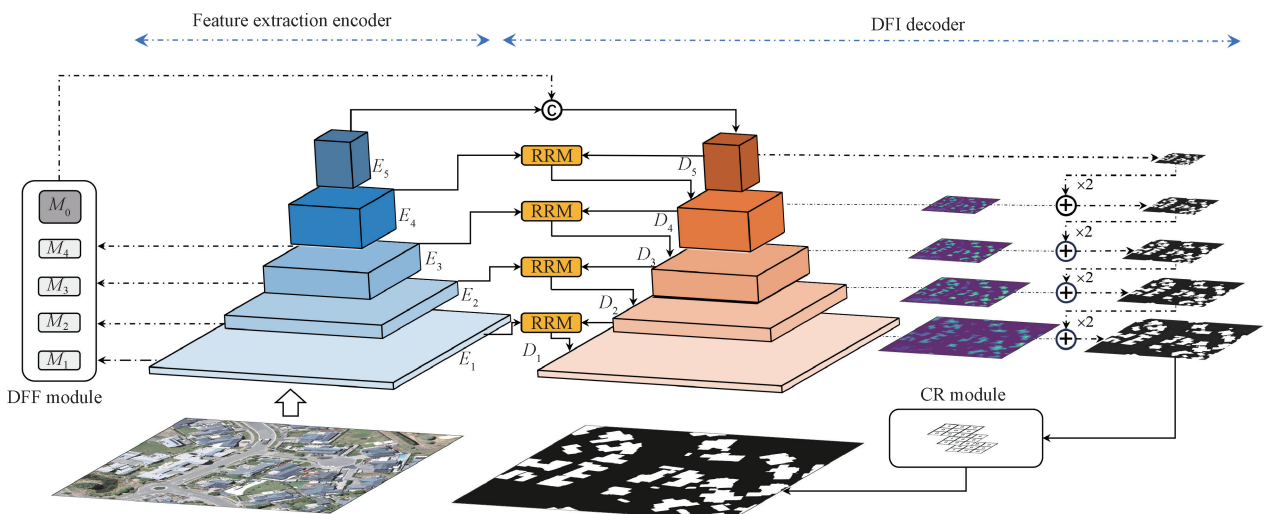 Feature extraction encoder
DFI decoder
C
RRM
E₅
D₅
×2
M₀
RRM
E₄
D₄
×2
M₄
E₃
RRM
D₃
×2
M₃
E₂
D₂
RRM
×2
M₂
E₁
D₁
M₁
DFF module
CR module